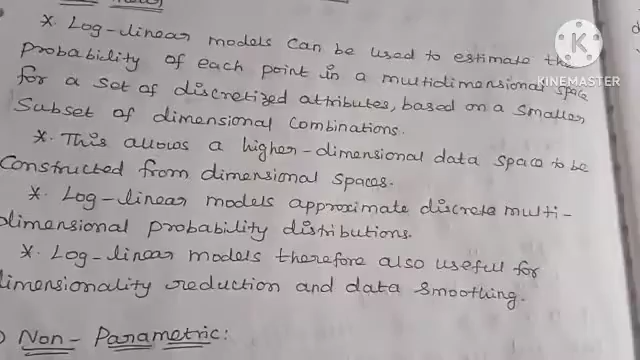 * Log-linear models can be used to estimate the
probability of each point in a multidimensional space
for a set of discretized attributes, based on a smaller
Subset of dimensional Combinations.
* This allows a higher-dimensional data space to be
Constructed from dimensional spaces.
* Log-linear models approximate discrete multi-
dimensional probability distributions.
* Log-linear models therefore also useful for
dimensionality reduction and data smoothing.
Non-Parametric:
K
KINEMASTER